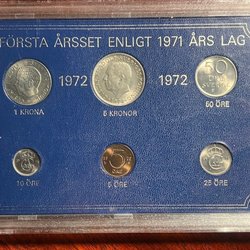 FÖRSTA ÅRSSET ENLIGT 1971 ÅRS LAG
1972 1972
50
1 KRONA 5 KRONOR 50 ÖRE
10 ÖRE 5 ÖRE 25 ÖRE